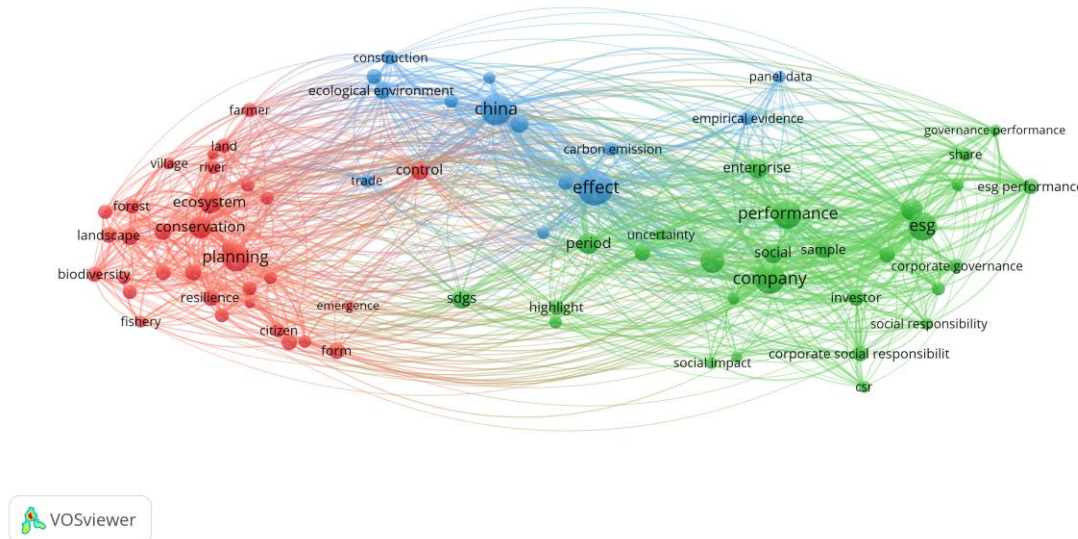 construction
panel data
ecological environment
china
farmer
empirical evidence
governance performance
land
carbon emission
share
village
river
control
enterprise
trade
effect
esg performance
ecosystem
forest
performance
conservation
esg
landscape
uncertainty
period
social
sample
planning
corporate governance
biodiversity
company
resilience
sdgs
investor
emergence
highlight
fishery
social responsibility
citizen
form
corporate social responsibilit
social impact
csr
VOSviewer